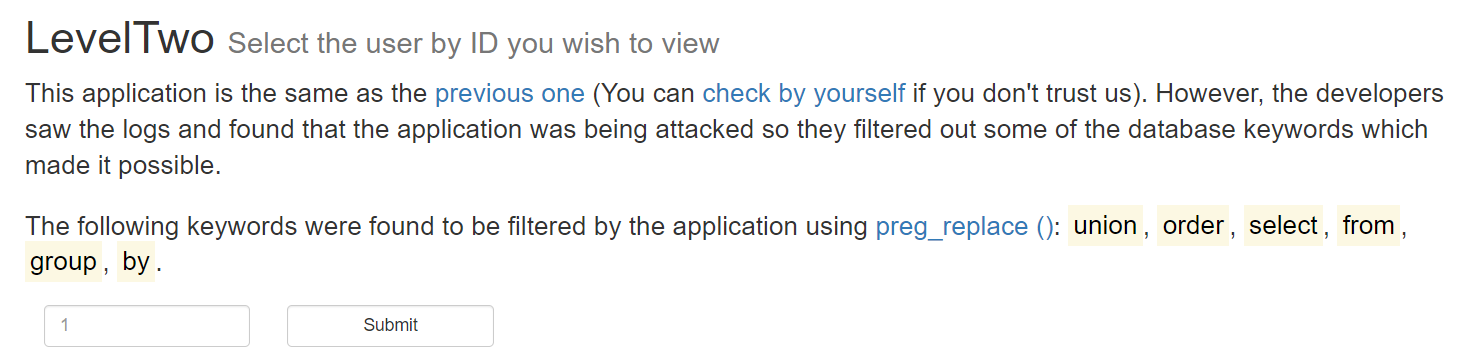 LevelTwo Select the user by ID you wish to view
This application is the same as the previous one (You can check by yourself if you don't trust us). However, the developers
saw the logs and found that the application was being attacked so they filtered out some of the database keywords which
made it possible.
The following keywords were found to be filtered by the application using preg_replace (): union , order , select , from ,
group , by .
1 Submit